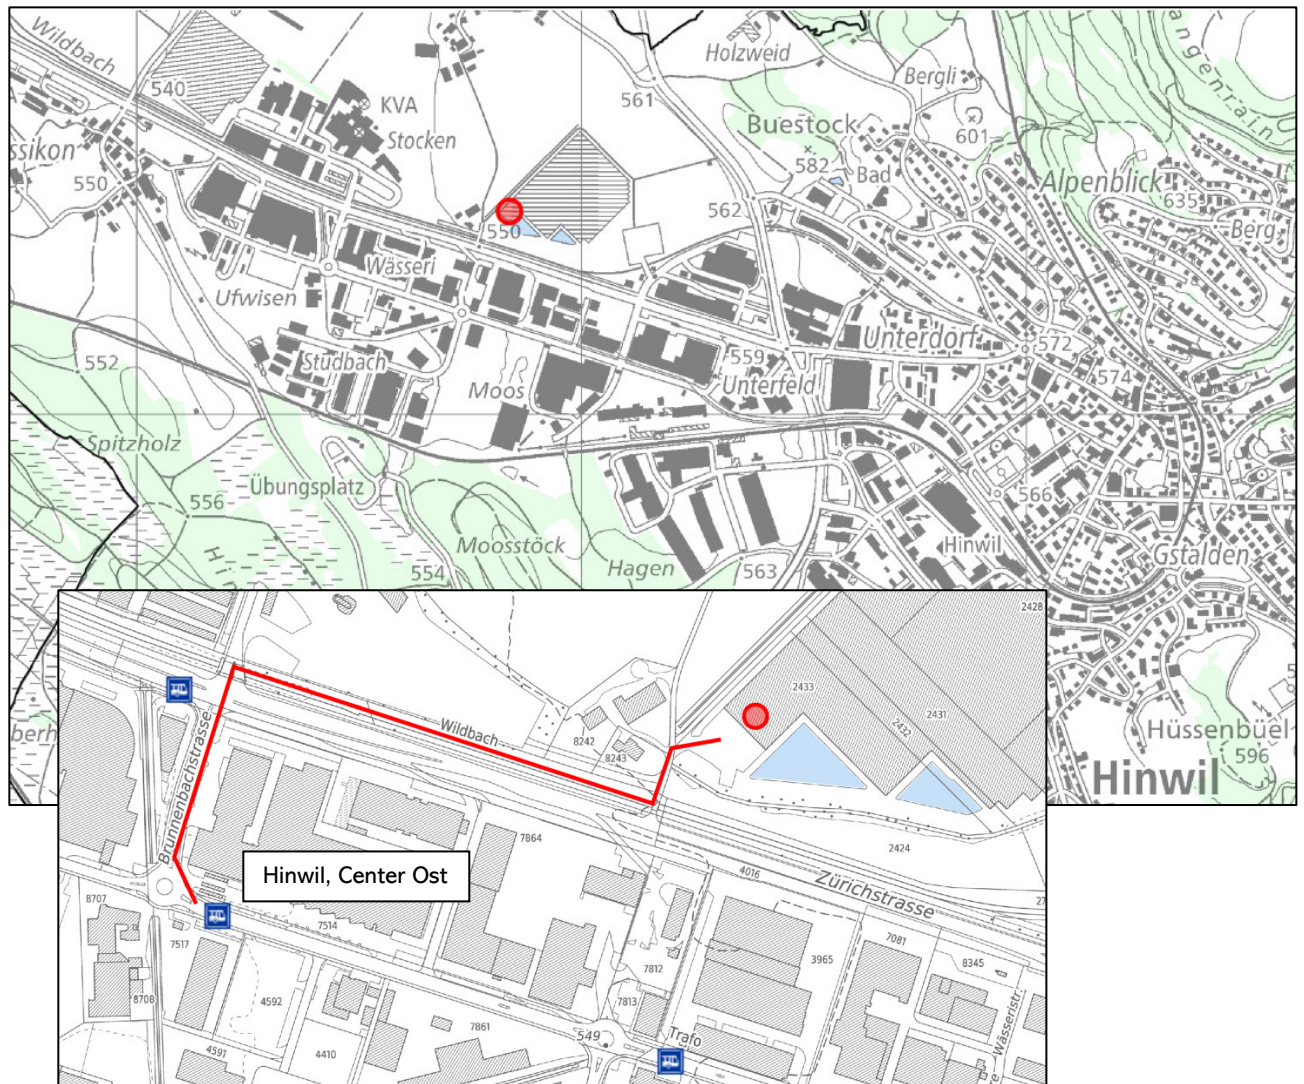 Wildbach
540
KVA
Stocken
ssikon
550
561
Holzweid
Bergli
601
Buestock
582
Bad
562
Alpenblick
635
Berg
angenrain
550
Wässeri
Ufwisen
Studbach
552
Moos
559
Unterfeld
Unterdorf
572
574
Spitzholz
Übungsplatz
556
Moosstöck
554
Hagen
563
566
Hinwil
Gstalden
Hüssenbüel
596
Hinwil
berh
2428
2433
2431
2432
Wildbach
8242
8243
Brunnenbachstrasse
7864
2424
4016
Zürichstrasse
Hinwil, Center Ost
8707
7517
7514
8708
4592
7812
3965
7081
8345
7813
7861
549
Trafo
4591
4410
Wässeristr.